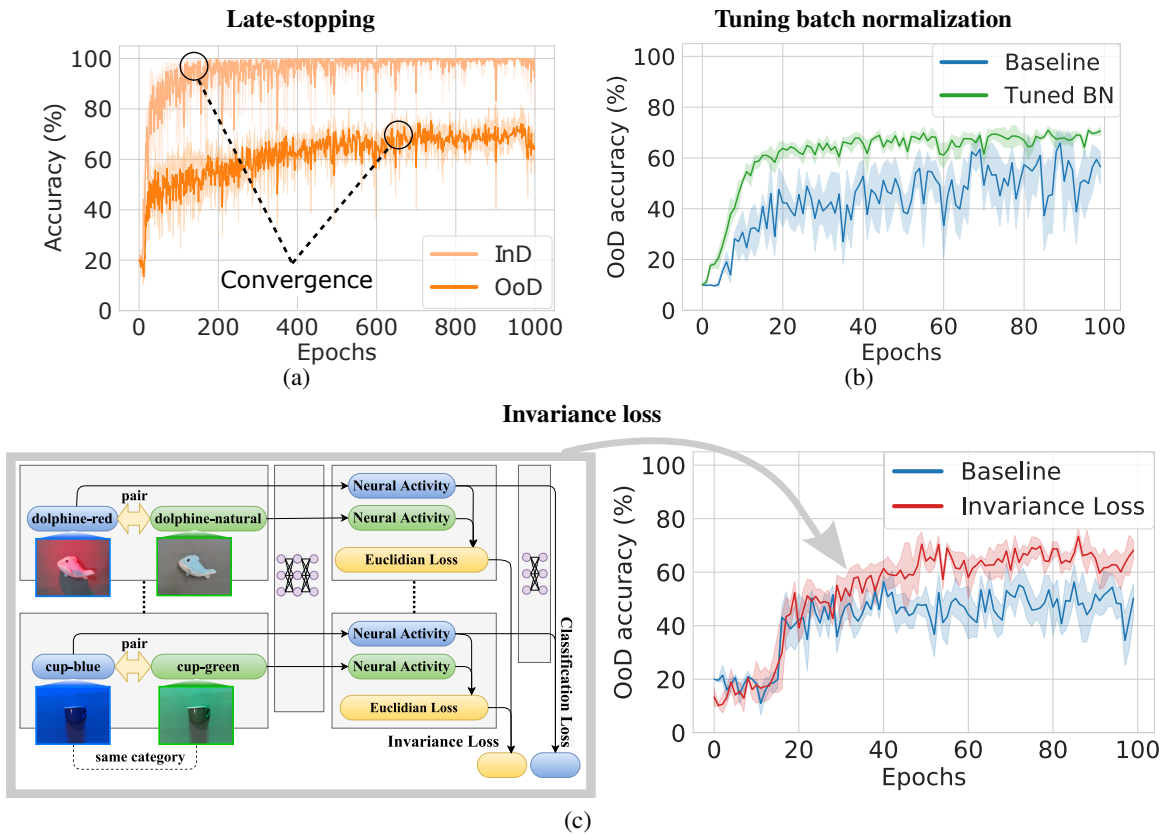 Late-stopping
Tuning batch normalization
Accuracy (%)
100
80
60
40
20
0
Convergence
InD
OoD
0 200 400 600 800 1000
Epochs
(a)
OoD accuracy (%)
100
80
60
40
20
0
Baseline
Tuned BN
0 20 40 60 80 100
Epochs
(b)
Invariance loss
pair
dolphine-red
dolphine-natural
Neural Activity
Neural Activity
Euclidian Loss
pair
cup-blue
cup-green
same category
Neural Activity
Neural Activity
Euclidian Loss
Invariance Loss
Classification Loss
OoD accuracy (%)
100
80
60
40
20
0
Baseline
Invariance Loss
0 20 40 60 80 100
Epochs
(c)